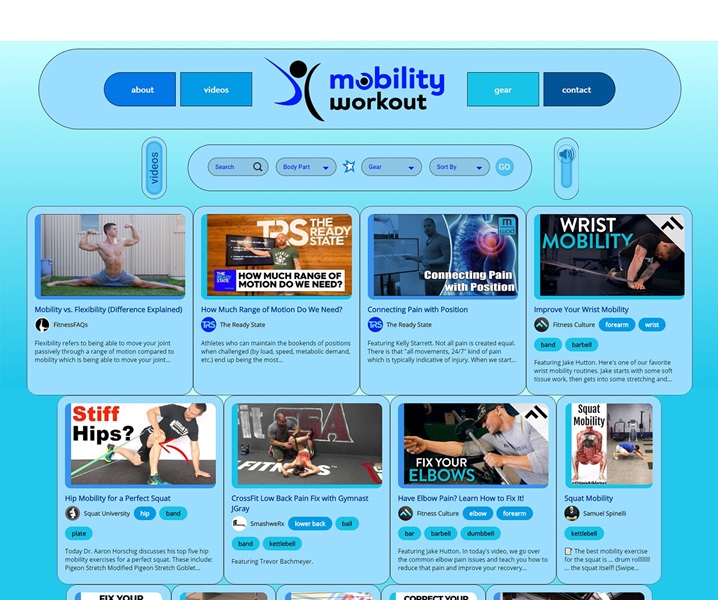 about
videos
mobility
workout
gear
contact
videos
Search
Body Part
Gear
Sort By
GO
TRS THE
READY
STATE
HOW MUCH RANGE OF
MOTION DO WE NEED?
m
wod
Connecting Pain
with Position
WRIST
MOBILITY
Mobility vs. Flexibility (Difference Explained)
FitnessFAQs
Flexibility refers to being able to move your joint
passively through a range of motion compared to
mobility which is being able to move your joint...
How Much Range of Motion Do We Need?
TRS The Ready State
Athletes who can maintain the bookends of positions
when challenged (by load, speed, metabolic demand,
etc.) end up being the most...
Connecting Pain with Position
TRS The Ready State
Featuring Kelly Starrett. Not all pain is created equal.
There is that "all movements, 24/7" kind of pain
which is typically indicative of injury. When we start...
Improve Your Wrist Mobility
Fitness Culture forearm wrist
band barbell
Featuring Jake Hutton. Here's one of our favorite
wrist mobility routines. Jake starts with some soft
tissue work, then gets into some stretching and...
Stiff
Hips?
FITNESS
FIX YOUR
ELBOWS
Squat
Mobility
Hip Mobility for a Perfect Squat
Squat University hip band
plate
Today Dr. Aaron Horschig discusses his top five hip
mobility exercises for a perfect squat. These include:
Pigeon Stretch Modified Pigeon Stretch Goblet...
CrossFit Low Back Pain Fix with Gymnast
JGray
SmashweRx lower back ball
band kettlebell
Featuring Trevor Bachmeyer.
Have Elbow Pain? Learn How to Fix It!
Fitness Culture elbow forearm
bar barbell dumbbell
Featuring Jake Hutton. In today's video, we go over
the common elbow pain issues and teach you how to
reduce that pain and improve your recovery...
Squat Mobility
Samuel Spinelli
kettlebell
The best mobility exercise
for the squat is ... drum rolllllll
... the squat itself! (Swipe...
FIX YOUR
CORRECT YOUR